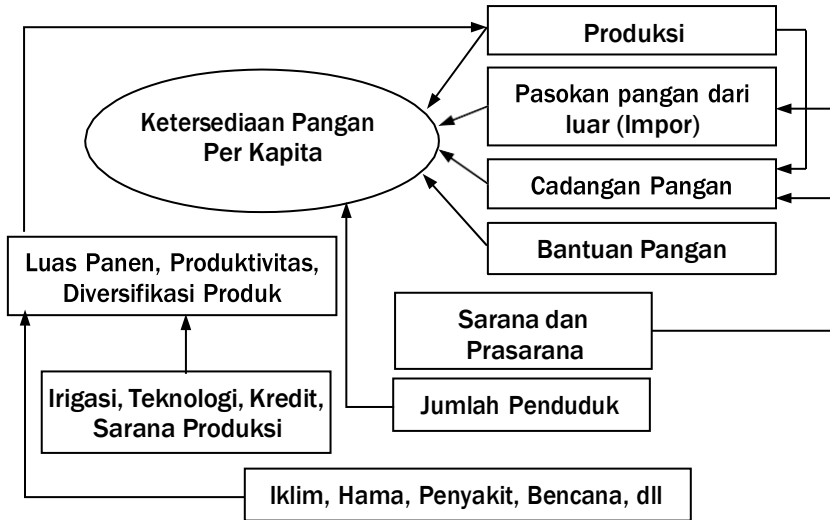 Produksi
Pasokan pangan dari
luar (Impor)
Ketersediaan Pangan
Per Kapita
Cadangan Pangan
Bantuan Pangan
Luas Panen, Produktivitas,
Diversifikasi Produk
Sarana dan
Prasarana
Irigasi, Teknologi, Kredit,
Sarana Produksi
Jumlah Penduduk
Iklim, Hama, Penyakit, Bencana, dll